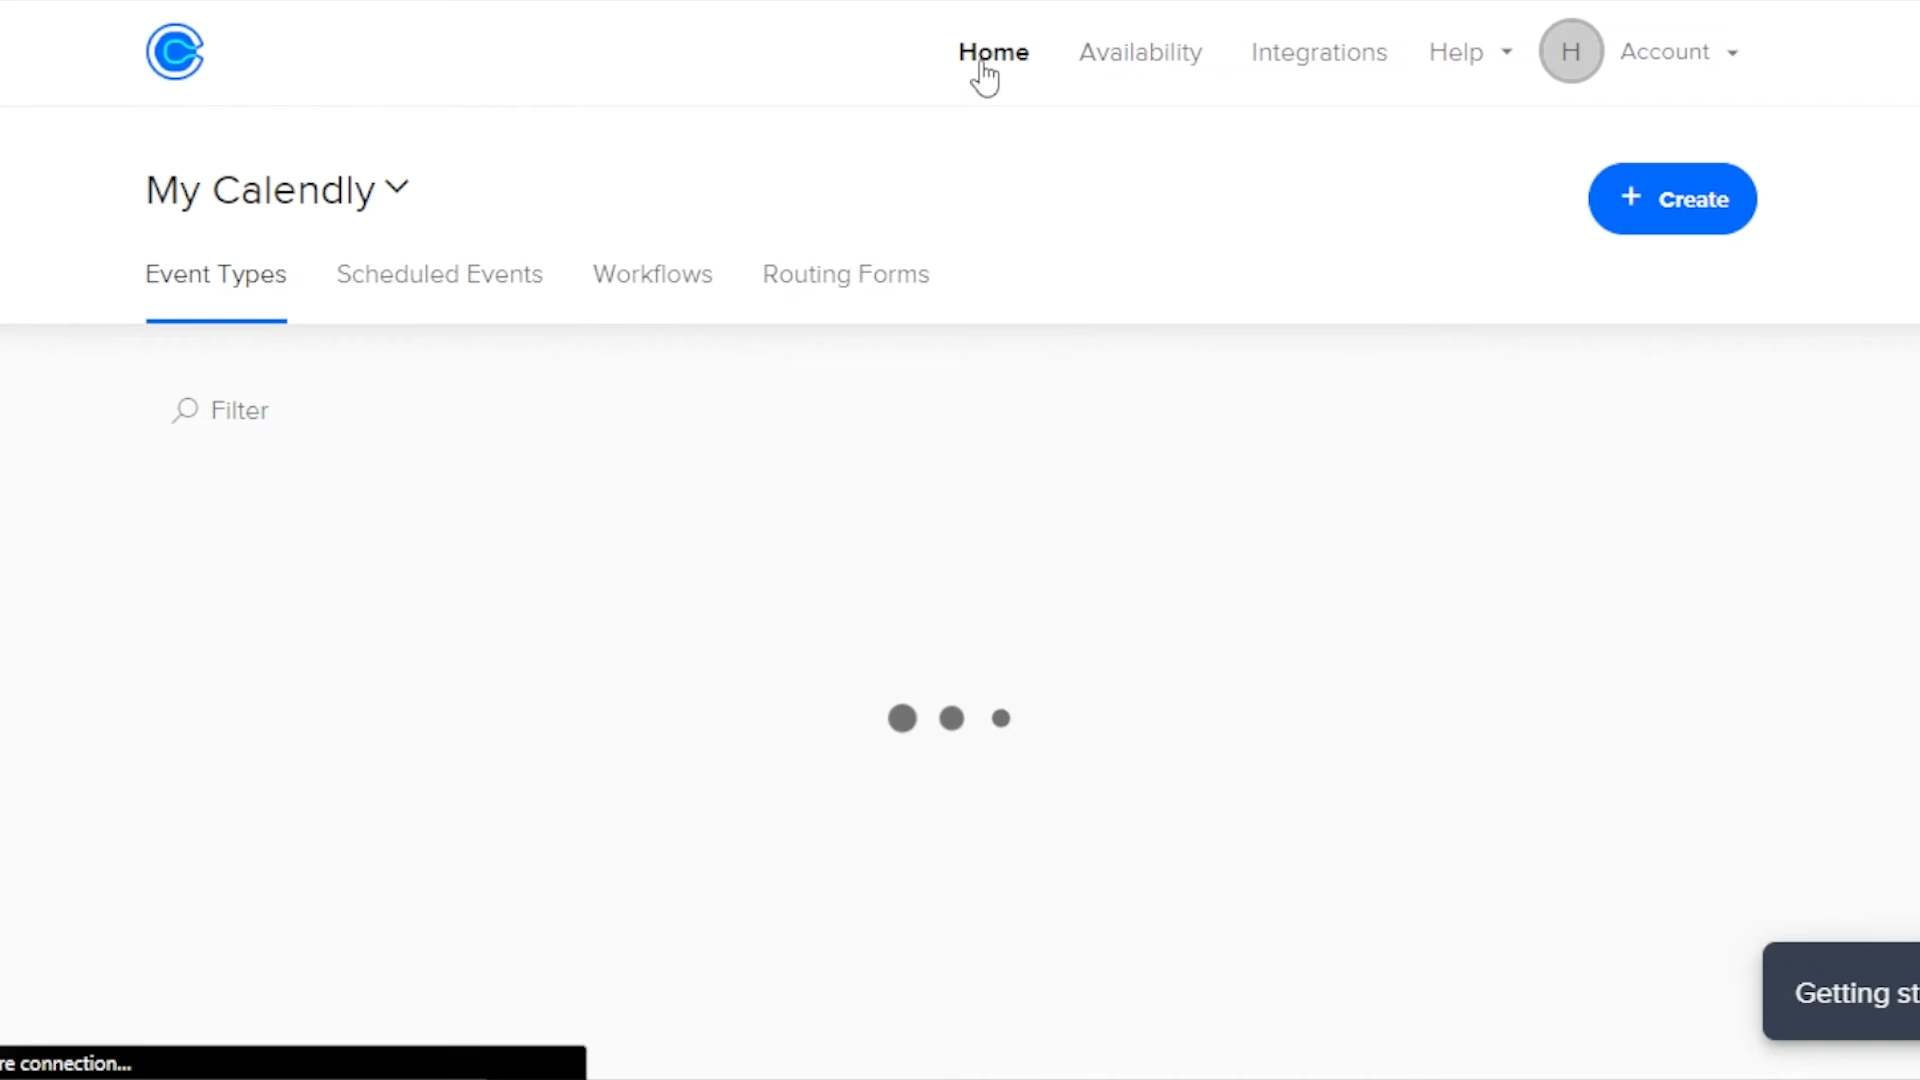 Home Availability Integrations Help H Account
My Calendly
+ Create
Event Types Scheduled Events Workflows Routing Forms
Filter
Getting st
re connection...